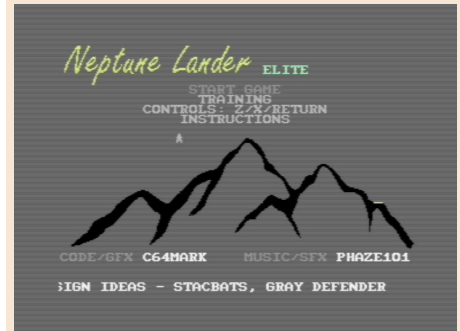 Neptune Lander ELITE
START GAME
TRAINING
CONTROLS: Z/X/RETURN
INSTRUCTIONS
CODE/GFX C64MARK MUSIC/SFX PHAZE101
SIGN IDEAS - STACBATS, GRAY DEFENDER